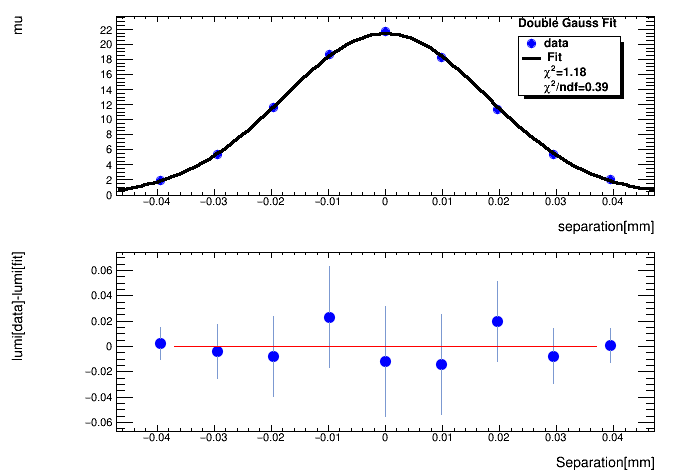 mu
Double Gauss Fit
data
Fit
χ²=1.18
χ²/ndf=0.39
22
20
18
16
14
12
10
8
6
4
2
0
−0.04 −0.03 −0.02 −0.01 0 0.01 0.02 0.03 0.04
separation[mm]
lumi[data]-lumi[fit]
0.06
0.04
0.02
0
−0.02
−0.04
−0.06
−0.04 −0.03 −0.02 −0.01 0 0.01 0.02 0.03 0.04
Separation[mm]